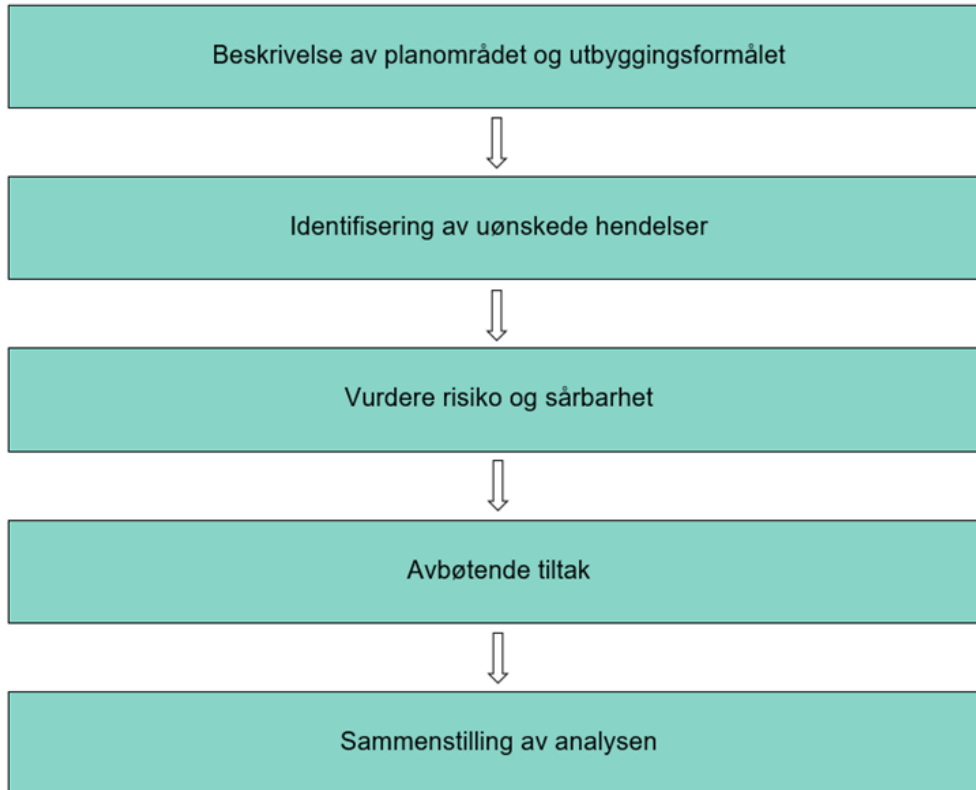 Beskrivelse av planområdet og utbyggingsformålet
Identifisering av uønskede hendelser
Vurdere risiko og sårbarhet
Avbøtende tiltak
Sammenstilling av analysen